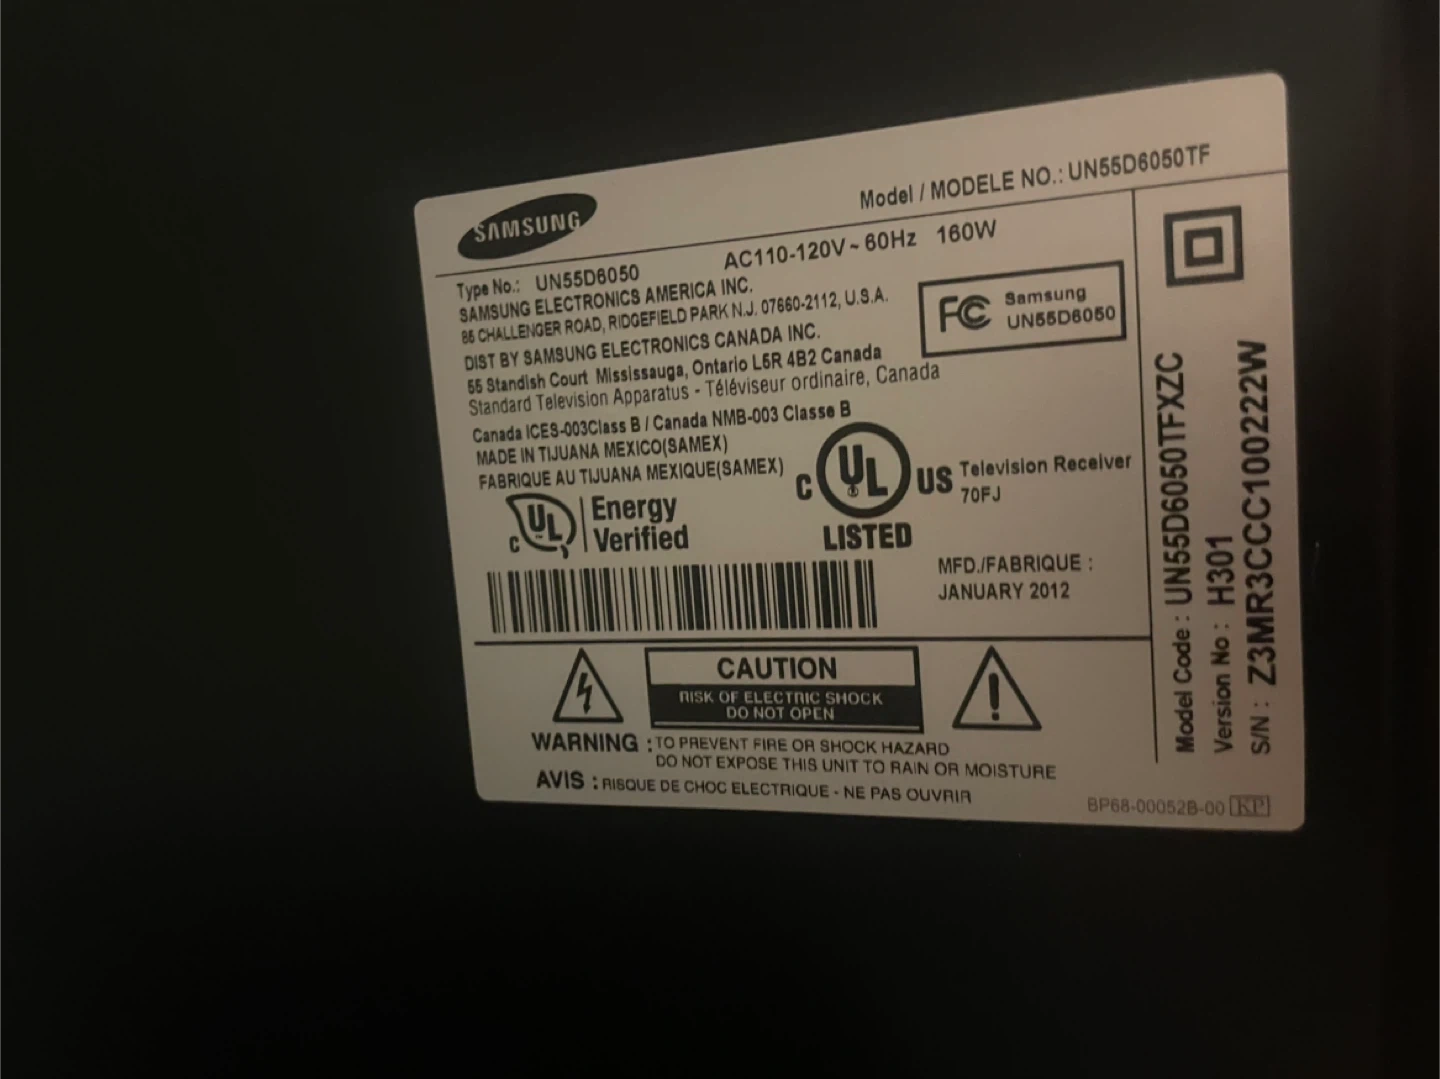 SAMSUNG
Model / MODELE NO.: UN55D6050TF
Type No.: UN55D6050
AC110-120V ~ 60Hz 160W
SAMSUNG ELECTRONICS AMERICA INC.
85 CHALLENGER ROAD, RIDGEFIELD PARK N.J. 07660-2112, U.S.A.
DIST BY SAMSUNG ELECTRONICS CANADA INC.
55 Standish Court Mississauga, Ontario L5R 4B2 Canada
Standard Television Apparatus - Téléviseur ordinaire, Canada
Canada ICES-003Class B / Canada NMB-003 Classe B
MADE IN TIJUANA MEXICO(SAMEX)
FABRIQUE AU TIJUANA MEXIQUE(SAMEX)
FC Samsung
UN55D6050
C UL Energy
Verified
C UL US
LISTED
Television Receiver
70FJ
MFD./FABRIQUE :
JANUARY 2012
CAUTION
RISK OF ELECTRIC SHOCK
DO NOT OPEN
WARNING : TO PREVENT FIRE OR SHOCK HAZARD
DO NOT EXPOSE THIS UNIT TO RAIN OR MOISTURE
AVIS : RISQUE DE CHOC ELECTRIQUE - NE PAS OUVRIR
Model Code : UN55D6050TFXZC
Version No : H301
S/N : Z3MR3CCC100222W
BP68-00052B-00 KP